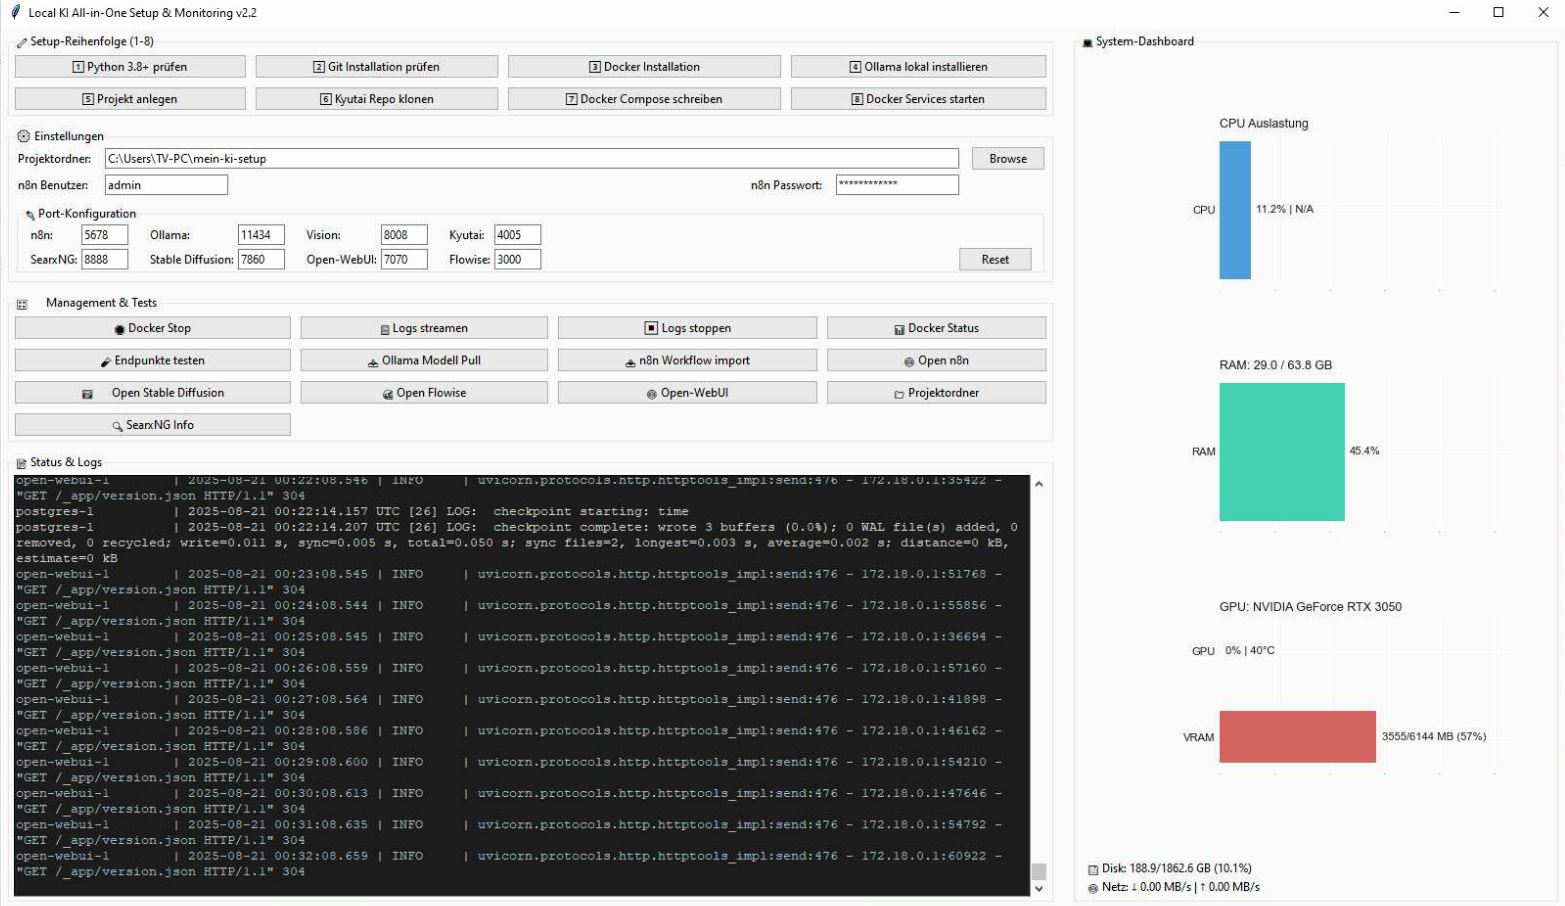 Local KI All-in-One Setup & Monitoring v2.2
Setup-Reihenfolge (1-8)
1 Python 3.8+ prüfen
2 Git Installation prüfen
3 Docker Installation
4 Ollama lokal installieren
5 Projekt anlegen
6 Kyutai Repo klonen
7 Docker Compose schreiben
8 Docker Services starten
Einstellungen
Projektordner: C:\Users\TV-PC\mein-ki-setup Browse
n8n Benutzer: admin n8n Passwort: ************
Port-Konfiguration
n8n: 5678 Ollama: 11434 Vision: 8008 Kyutai: 4005
SearxNG: 8888 Stable Diffusion: 7860 Open-WebUI: 7070 Flowise: 3000 Reset
Management & Tests
Docker Stop
Logs streamen
Logs stoppen
Docker Status
Endpunkte testen
Ollama Modell Pull
n8n Workflow import
Open n8n
Open Stable Diffusion
Open Flowise
Open-WebUI
Projektordner
SearxNG Info
Status & Logs
open-webui-1 | 2025-08-21 00:22:08.546 | INFO | uvicorn.protocols.http.httptools_impl:send:476 - 172.18.0.1:35422 -
"GET /_app/version.json HTTP/1.1" 304
postgres-1 | 2025-08-21 00:22:14.157 UTC [26] LOG: checkpoint starting: time
postgres-1 | 2025-08-21 00:22:14.207 UTC [26] LOG: checkpoint complete: wrote 3 buffers (0.0%); 0 WAL file(s) added, 0
removed, 0 recycled; write=0.011 s, sync=0.005 s, total=0.050 s; sync files=2, longest=0.003 s, average=0.002 s; distance=0 kB,
estimate=0 kB
open-webui-1 | 2025-08-21 00:23:08.545 | INFO | uvicorn.protocols.http.httptools_impl:send:476 - 172.18.0.1:51768 -
"GET /_app/version.json HTTP/1.1" 304
open-webui-1 | 2025-08-21 00:24:08.544 | INFO | uvicorn.protocols.http.httptools_impl:send:476 - 172.18.0.1:55856 -
"GET /_app/version.json HTTP/1.1" 304
open-webui-1 | 2025-08-21 00:25:08.545 | INFO | uvicorn.protocols.http.httptools_impl:send:476 - 172.18.0.1:36694 -
"GET /_app/version.json HTTP/1.1" 304
open-webui-1 | 2025-08-21 00:26:08.559 | INFO | uvicorn.protocols.http.httptools_impl:send:476 - 172.18.0.1:57160 -
"GET /_app/version.json HTTP/1.1" 304
open-webui-1 | 2025-08-21 00:27:08.564 | INFO | uvicorn.protocols.http.httptools_impl:send:476 - 172.18.0.1:41898 -
"GET /_app/version.json HTTP/1.1" 304
open-webui-1 | 2025-08-21 00:28:08.586 | INFO | uvicorn.protocols.http.httptools_impl:send:476 - 172.18.0.1:46162 -
"GET /_app/version.json HTTP/1.1" 304
open-webui-1 | 2025-08-21 00:29:08.600 | INFO | uvicorn.protocols.http.httptools_impl:send:476 - 172.18.0.1:54210 -
"GET /_app/version.json HTTP/1.1" 304
open-webui-1 | 2025-08-21 00:30:08.613 | INFO | uvicorn.protocols.http.httptools_impl:send:476 - 172.18.0.1:47646 -
"GET /_app/version.json HTTP/1.1" 304
open-webui-1 | 2025-08-21 00:31:08.635 | INFO | uvicorn.protocols.http.httptools_impl:send:476 - 172.18.0.1:54792 -
"GET /_app/version.json HTTP/1.1" 304
open-webui-1 | 2025-08-21 00:32:08.659 | INFO | uvicorn.protocols.http.httptools_impl:send:476 - 172.18.0.1:60922 -
"GET /_app/version.json HTTP/1.1" 304
System-Dashboard
CPU Auslastung
CPU 11.2% | N/A
RAM: 29.0 / 63.8 GB
RAM 45.4%
GPU: NVIDIA GeForce RTX 3050
GPU 0% | 40°C
VRAM 3555/6144 MB (57%)
Disk: 188.9/1862.6 GB (10.1%)
Netz: ↓ 0.00 MB/s | ↑ 0.00 MB/s